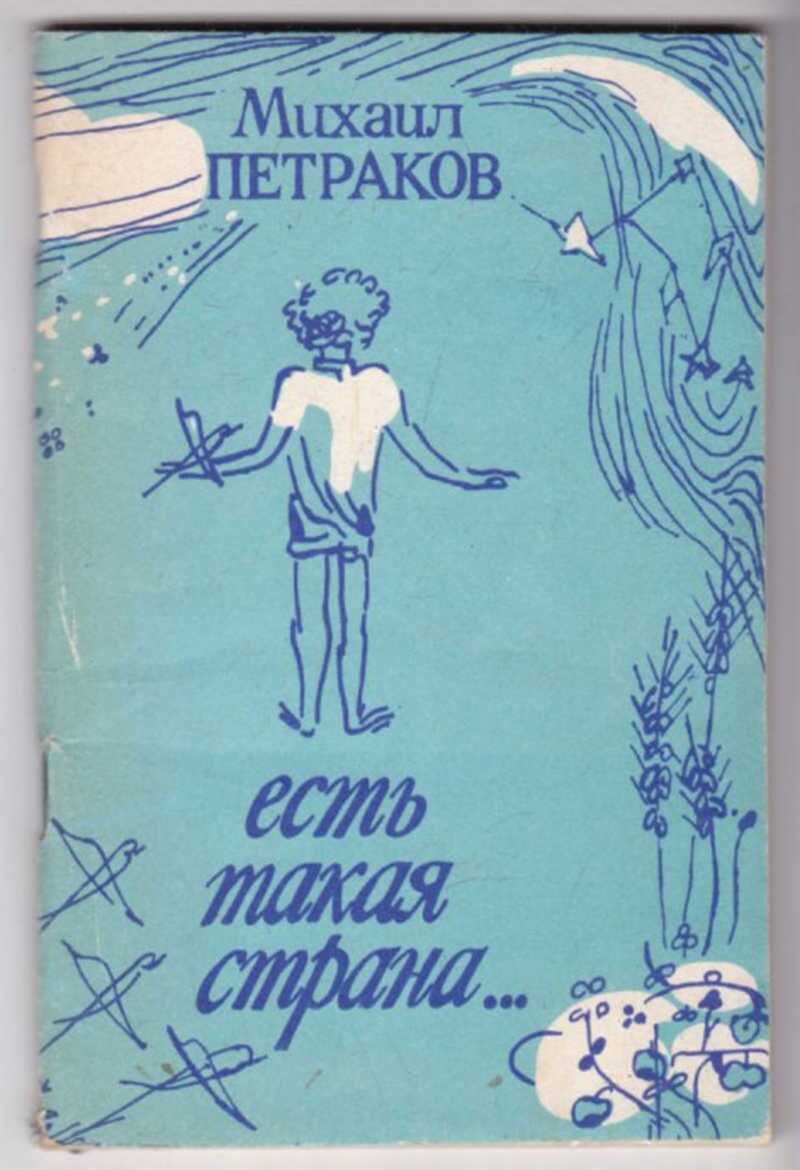 Михаил
ПЕТРАКОВ
есть
такая
страна...